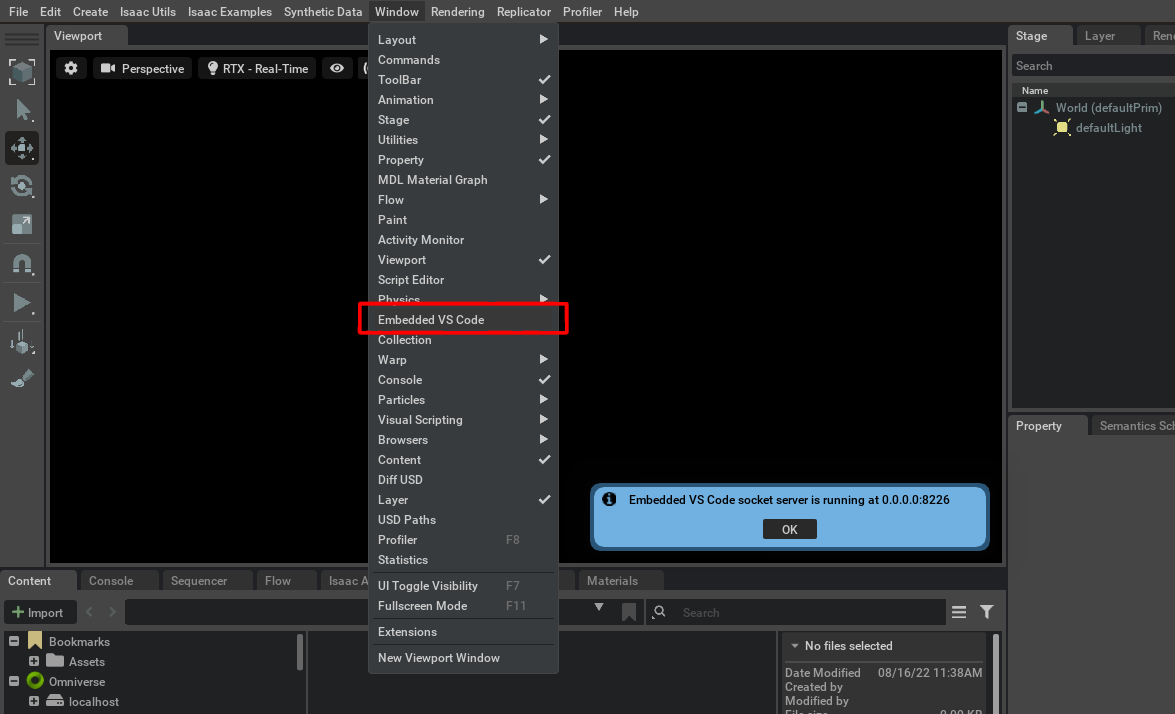 File Edit Create Isaac Utils Isaac Examples Synthetic Data Window Rendering Replicator Profiler Help
Viewport
Perspective
RTX - Real-Time
Layout
Commands
ToolBar
Animation
Stage
Utilities
Property
MDL Material Graph
Flow
Paint
Activity Monitor
Viewport
Script Editor
Physics
Embedded VS Code
Collection
Warp
Console
Particles
Visual Scripting
Browsers
Content
Diff USD
Layer
USD Paths
Profiler F8
Statistics
UI Toggle Visibility F7
Fullscreen Mode F11
Extensions
New Viewport Window
Embedded VS Code socket server is running at 0.0.0.0:8226
OK
Stage Layer
Search
Name
World (defaultPrim)
defaultLight
Property Semantics
Content Console Sequencer Flow Isaac Materials
Import
Search
Bookmarks
Assets
Omniverse
localhost
No files selected
Date Modified 08/16/22 11:38AM
Created by
Modified by